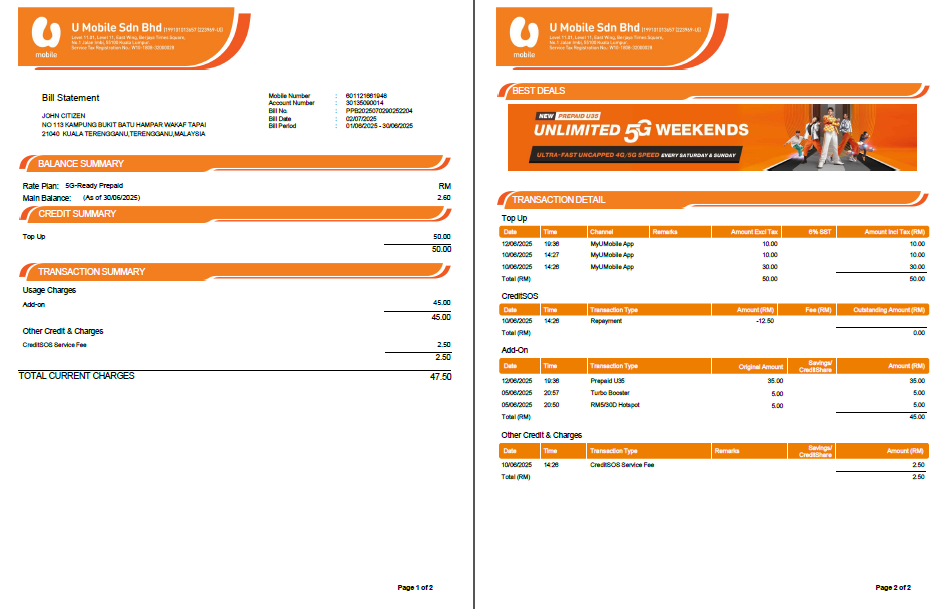 U Mobile Sdn Bhd (199101013657 (223969-U))
Level 11.01, Level 11, East Wing, Berjaya Times Square,
No.1 Jalan Imbi, 55100 Kuala Lumpur.
Service Tax Registration No.: W10-1808-32000028
mobile
Bill Statement
JOHN CITIZEN
NO 113 KAMPUNG BUKIT BATU HAMPAR WAKAF TAPAI
21040 KUALA TERENGGANU,TERENGGANU,MALAYSIA
Mobile Number : 601121661948
Account Number : 30135090014
Bill No. : PPB2025070290252204
Bill Date : 02/07/2025
Bill Period : 01/06/2025 - 30/06/2025
BALANCE SUMMARY
Rate Plan: 5G-Ready Prepaid RM
Main Balance: (As of 30/06/2025) 2.60
CREDIT SUMMARY
Top Up 50.00
50.00
TRANSACTION SUMMARY
Usage Charges
Add-on 45.00
45.00
Other Credit & Charges
CreditSOS Service Fee 2.50
2.50
TOTAL CURRENT CHARGES 47.50
Page 1 of 2
U Mobile Sdn Bhd (199101013657 (223969-U))
Level 11.01, Level 11, East Wing, Berjaya Times Square,
No.1 Jalan Imbi, 55100 Kuala Lumpur.
Service Tax Registration No.: W10-1808-32000028
mobile
BEST DEALS
NEW PREPAID U35
UNLIMITED 5G WEEKENDS
ULTRA-FAST UNCAPPED 4G/5G SPEED EVERY SATURDAY & SUNDAY
TRANSACTION DETAIL
Top Up
Date Time Channel Remarks Amount Excl Tax 6% SST Amount Incl Tax (RM)
12/06/2025 19:36 MyUMobile App 10.00 10.00
10/06/2025 14:27 MyUMobile App 10.00 10.00
10/06/2025 14:26 MyUMobile App 30.00 30.00
Total (RM) 50.00 50.00
CreditSOS
Date Time Transaction Type Amount (RM) Fee (RM) Outstanding Amount (RM)
10/06/2025 14:26 Repayment -12.50
Total (RM) 0.00
Add-On
Date Time Transaction Type Original Amount Savings/ CreditShare Amount (RM)
12/06/2025 19:36 Prepaid U35 35.00 35.00
05/06/2025 20:57 Turbo Booster 5.00 5.00
05/06/2025 20:50 RM5/30D Hotspot 5.00 5.00
Total (RM) 45.00
Other Credit & Charges
Date Time Transaction Type Remarks Savings/ CreditShare Amount (RM)
10/06/2025 14:26 CreditSOS Service Fee 2.50
Total (RM) 2.50
Page 2 of 2